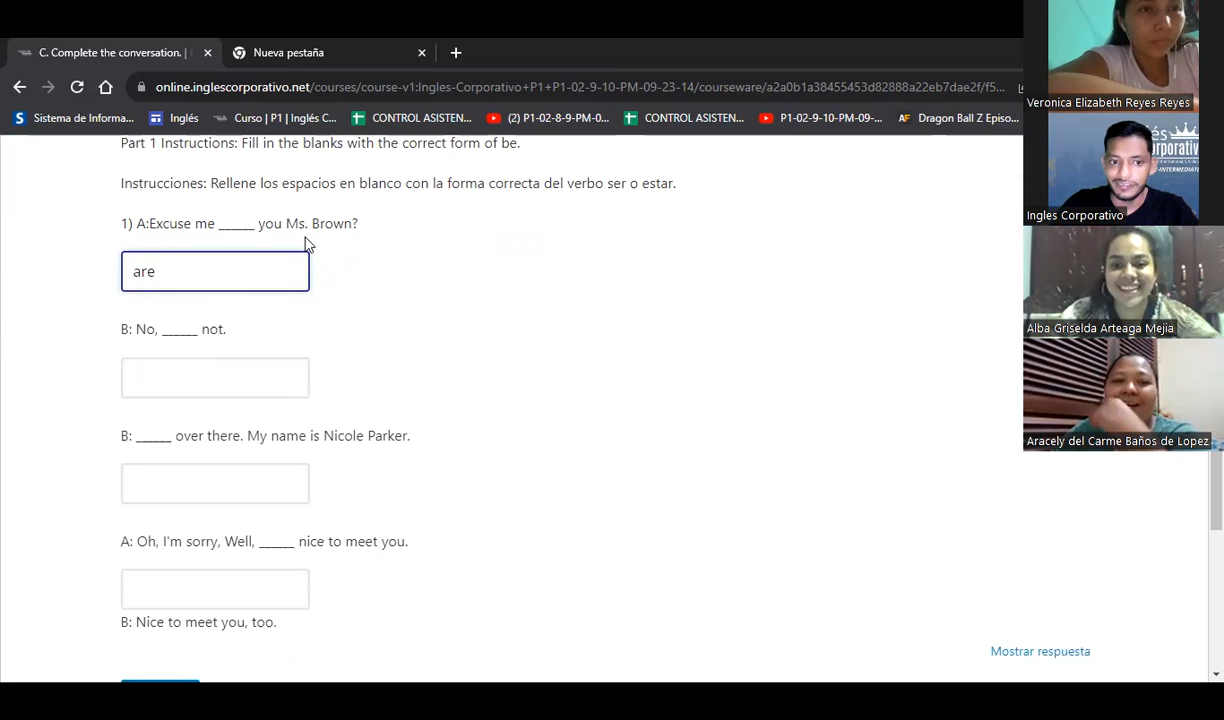 C. Complete the conversation. |
Nueva pestaña
online.inglescorporativo.net/courses/course-v1:Ingles-Corporativo+P1+P1-02-9-10-PM-09-23-14/courseware/a2a0b1a38455453d82888a22eb7dae2f/f5...
Sistema de Informa...
Inglés
Curso | P1 | Inglés C...
CONTROL ASISTEN...
(2) P1-02-8-9-PM-0...
CONTROL ASISTEN...
P1-02-9-10-PM-09-...
Dragon Ball Z Episo...
Part 1 Instructions: Fill in the blanks with the correct form of be.
Instrucciones: Rellene los espacios en blanco con la forma correcta del verbo ser o estar.
1) A:Excuse me ______ you Ms. Brown?
are
B: No, ______ not.
B: ______ over there. My name is Nicole Parker.
A: Oh, I'm sorry, Well, ______ nice to meet you.
B: Nice to meet you, too.
Mostrar respuesta
Veronica Elizabeth Reyes Reyes
Ingles Corporativo
Alba Griselda Arteaga Mejia
Aracely del Carme Baños de Lopez